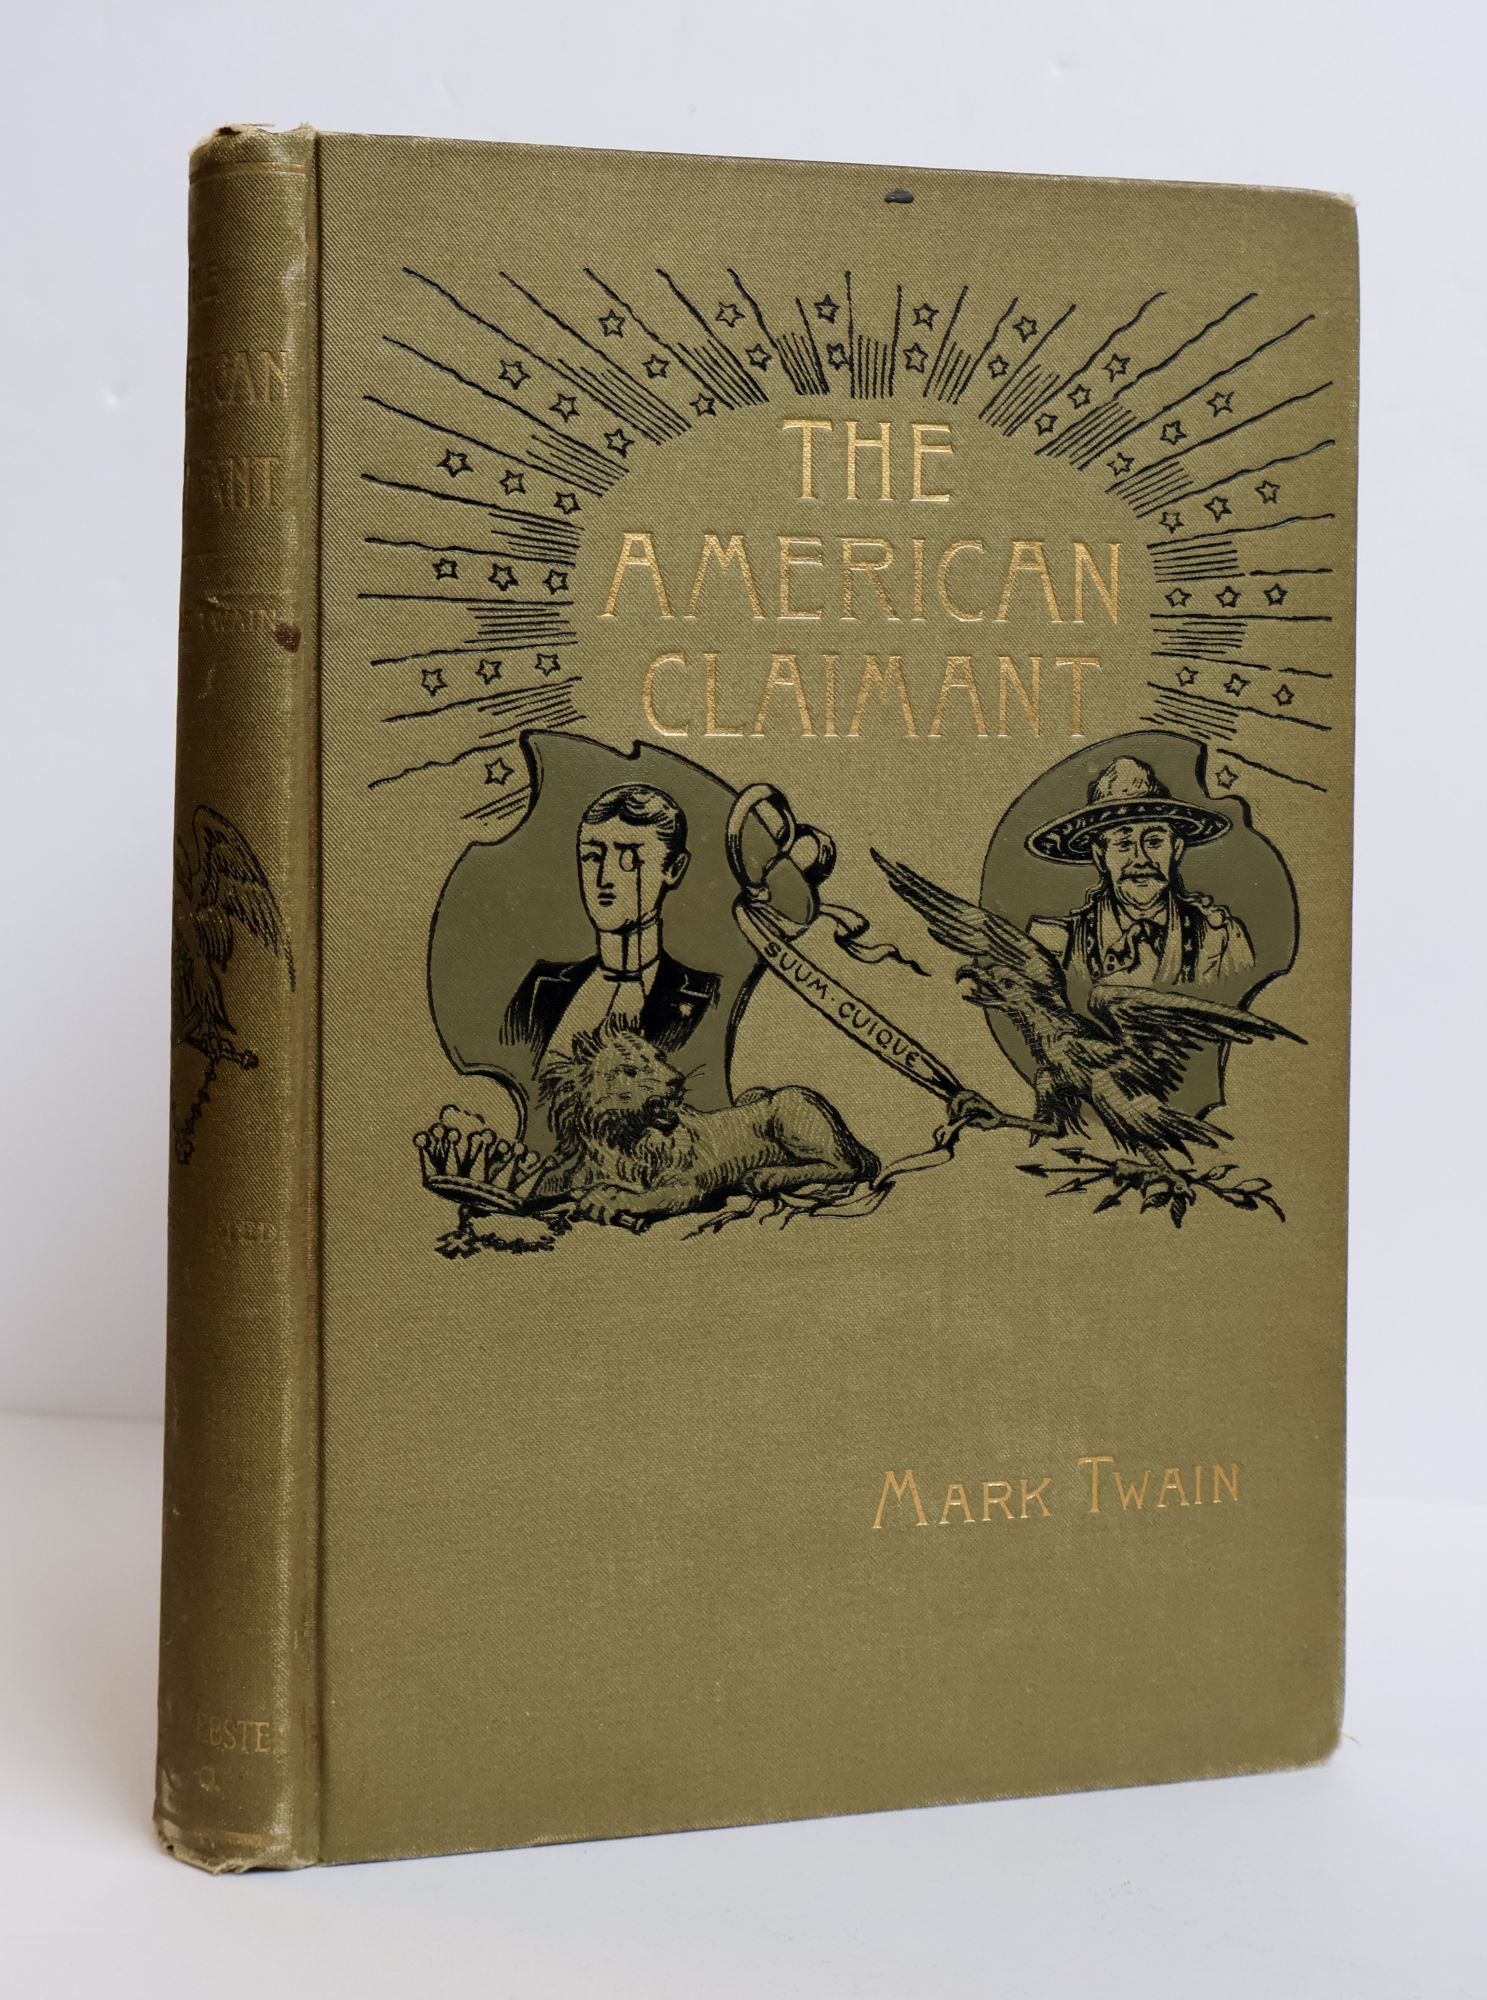 THE
AMERICAN
CLAIMANT
SUUM·CUIQUE
MARK TWAIN